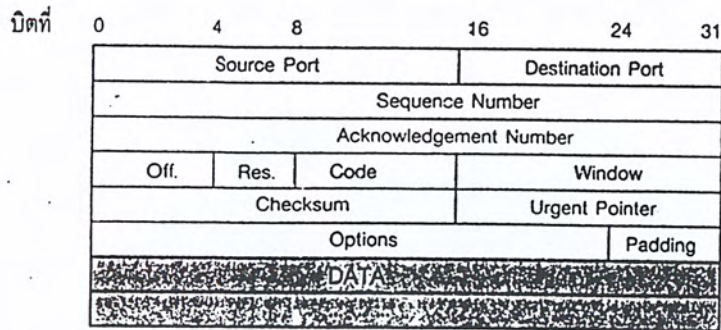 บิตที่ 0 4 8 16 24 31
Source Port Destination Port
Sequence Number
Acknowledgement Number
Off. Res. Code Window
Checksum Urgent Pointer
Options Padding
DATA